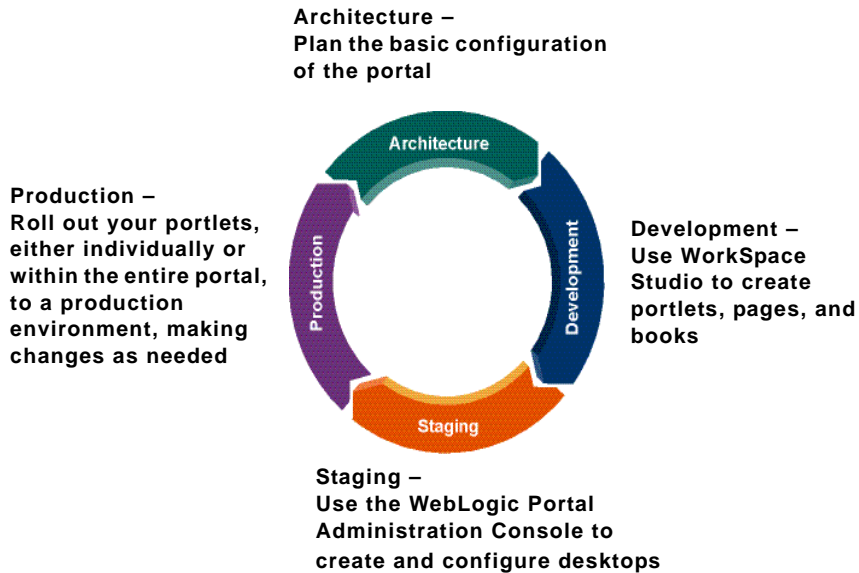 Architecture –
Plan the basic configuration
of the portal
Architecture
Production –
Roll out your portlets,
either individually or
within the entire portal,
to a production
environment, making
changes as needed
Production
Development
Development –
Use WorkSpace
Studio to create
portlets, pages, and
books
Staging
Staging –
Use the WebLogic Portal
Administration Console to
create and configure desktops